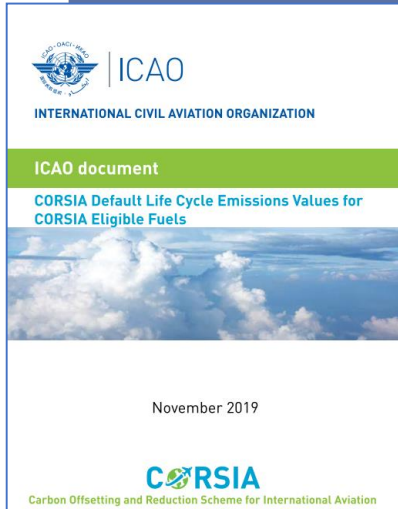 ICAO
INTERNATIONAL CIVIL AVIATION ORGANIZATION
ICAO document
CORSIA Default Life Cycle Emissions Values for
CORSIA Eligible Fuels
November 2019
CORSIA
Carbon Offsetting and Reduction Scheme for International Aviation